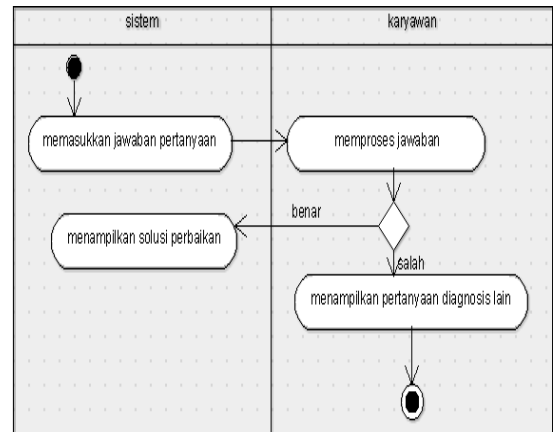 sistem
karyawan
memasukkan jawaban pertanyaan
memproses jawaban
benar
menampilkan solusi perbaikan
salah
menampilkan pertanyaan diagnosis lain